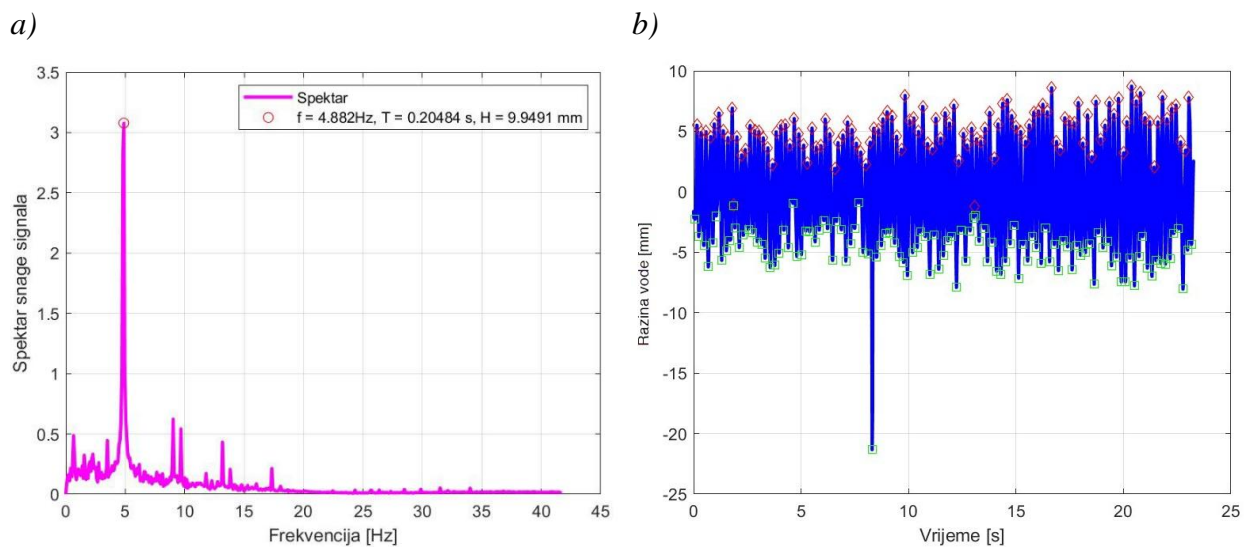 a)
b)
3.5
3
2.5
2
1.5
1
0.5
0
Spektar snage signala
Spektar
f = 4.882Hz, T = 0.20484 s, H = 9.9491 mm
0 5 10 15 20 25 30 35 40 45
Frekvencija [Hz]
10
5
0
-5
-10
-15
-20
-25
Razina vode [mm]
0 5 10 15 20 25
Vrijeme [s]